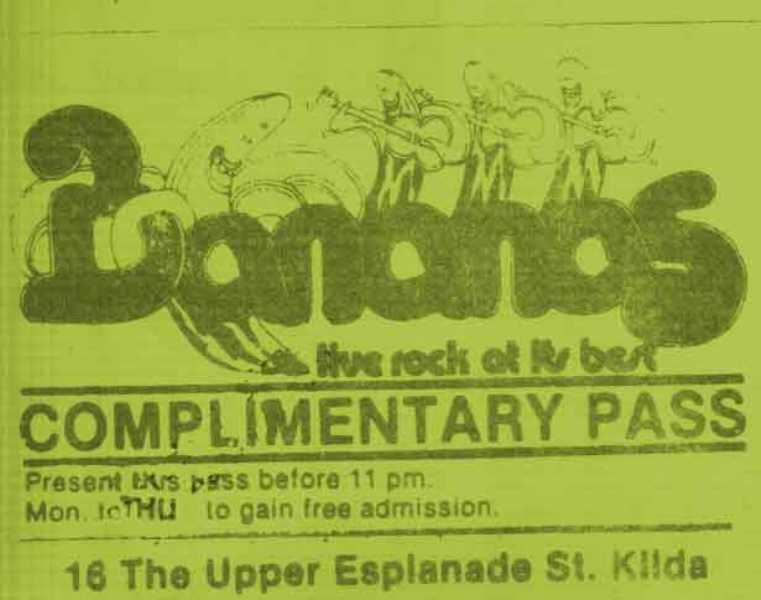 Bananas
live rock at its best
COMPLIMENTARY PASS
Present this pass before 11 pm.
Mon. to THU to gain free admission.
16 The Upper Esplanade St. Kilda